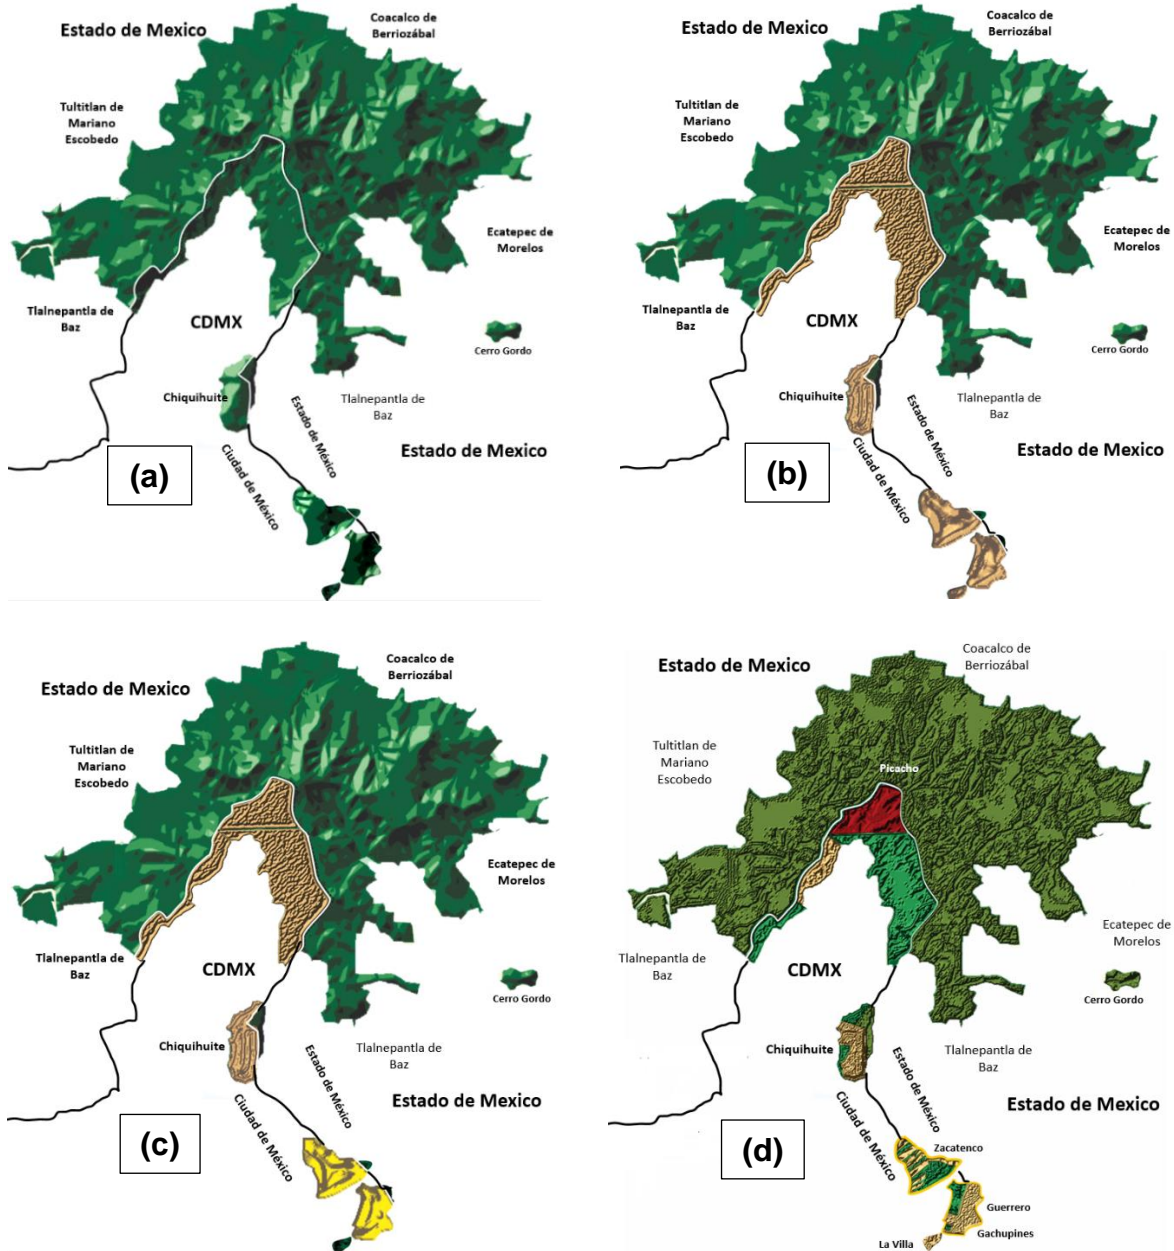 Estado de Mexico
Coacalco de
Berriozábal
Tultitlan de
Mariano
Escobedo
Ecatepec de
Morelos
Tlalnepantla de
Baz
CDMX
Cerro Gordo
Chiquihuite
Tlalnepantla de
Baz
Estado de México
Ciudad de México
Estado de Mexico
(a)
Estado de Mexico
Coacalco de
Berriozábal
Tultitlan de
Mariano
Escobedo
Ecatepec de
Morelos
Tlalnepantla de
Baz
CDMX
Cerro Gordo
Chiquihuite
Tlalnepantla de
Baz
Estado de México
Ciudad de México
Estado de Mexico
(b)
Estado de Mexico
Coacalco de
Berriozábal
Tultitlan de
Mariano
Escobedo
Ecatepec de
Morelos
Tlalnepantla de
Baz
CDMX
Cerro Gordo
Chiquihuite
Tlalnepantla de
Baz
Estado de México
Ciudad de México
Estado de Mexico
(c)
Estado de Mexico
Coacalco de
Berriozábal
Tultitlan de
Mariano
Escobedo
Picacho
Ecatepec de
Morelos
Tlalnepantla de
Baz
CDMX
Cerro Gordo
Chiquihuite
Tlalnepantla de
Baz
Estado de México
Ciudad de México
Estado de Mexico
(d)
Zacatenco
Guerrero
Gachupines
La Villa